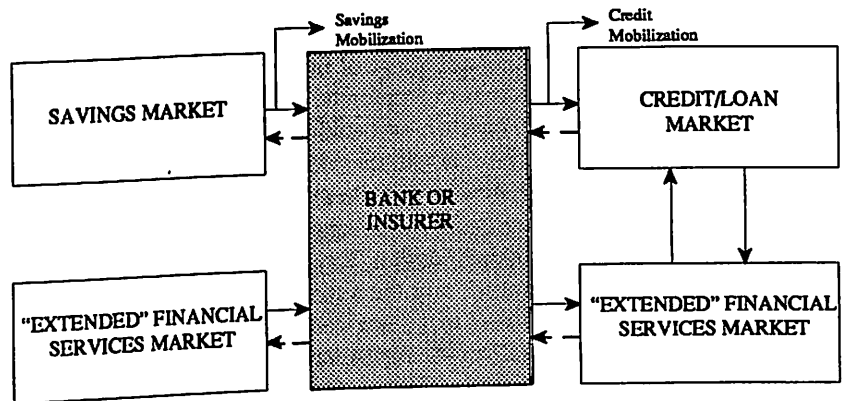 Savings
Mobilization
Credit
Mobilization
SAVINGS MARKET
CREDIT/LOAN
MARKET
BANK OR
INSURER
“EXTENDED” FINANCIAL
SERVICES MARKET
“EXTENDED” FINANCIAL
SERVICES MARKET